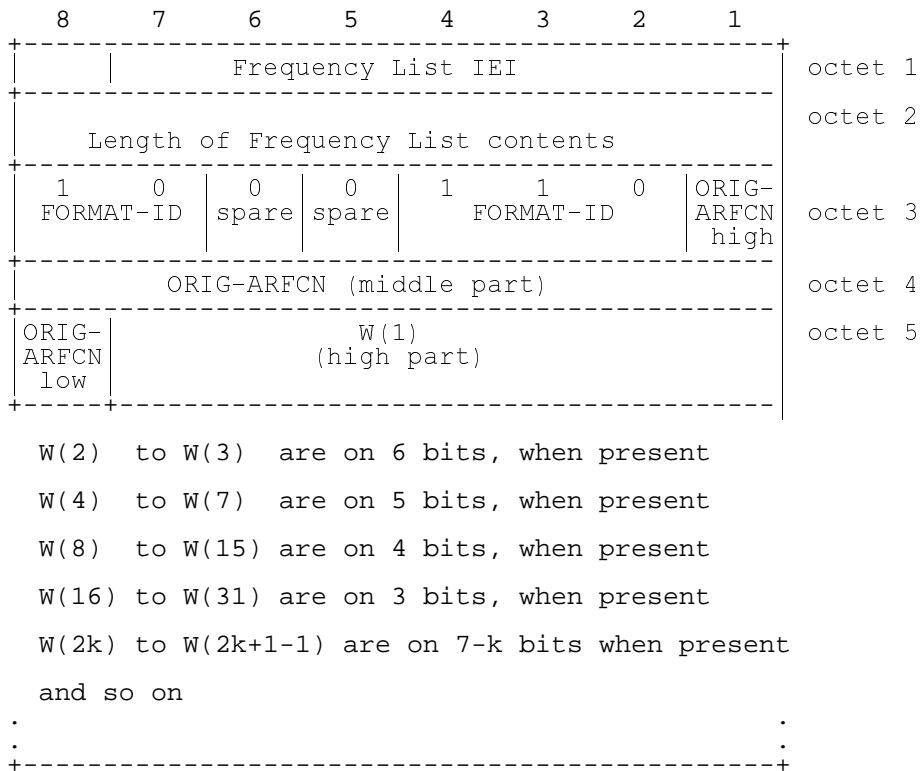 8 7 6 5 4 3 2 1
Frequency List IEI octet 1
octet 2
Length of Frequency List contents
1 0 0 0 1 1 0 ORIG-
FORMAT-ID spare spare FORMAT-ID ARFCN octet 3
high
ORIG-ARFCN (middle part) octet 4
ORIG- W(1) octet 5
ARFCN (high part)
low
W(2) to W(3) are on 6 bits, when present
W(4) to W(7) are on 5 bits, when present
W(8) to W(15) are on 4 bits, when present
W(16) to W(31) are on 3 bits, when present
W(2k) to W(2k+1-1) are on 7-k bits when present
and so on